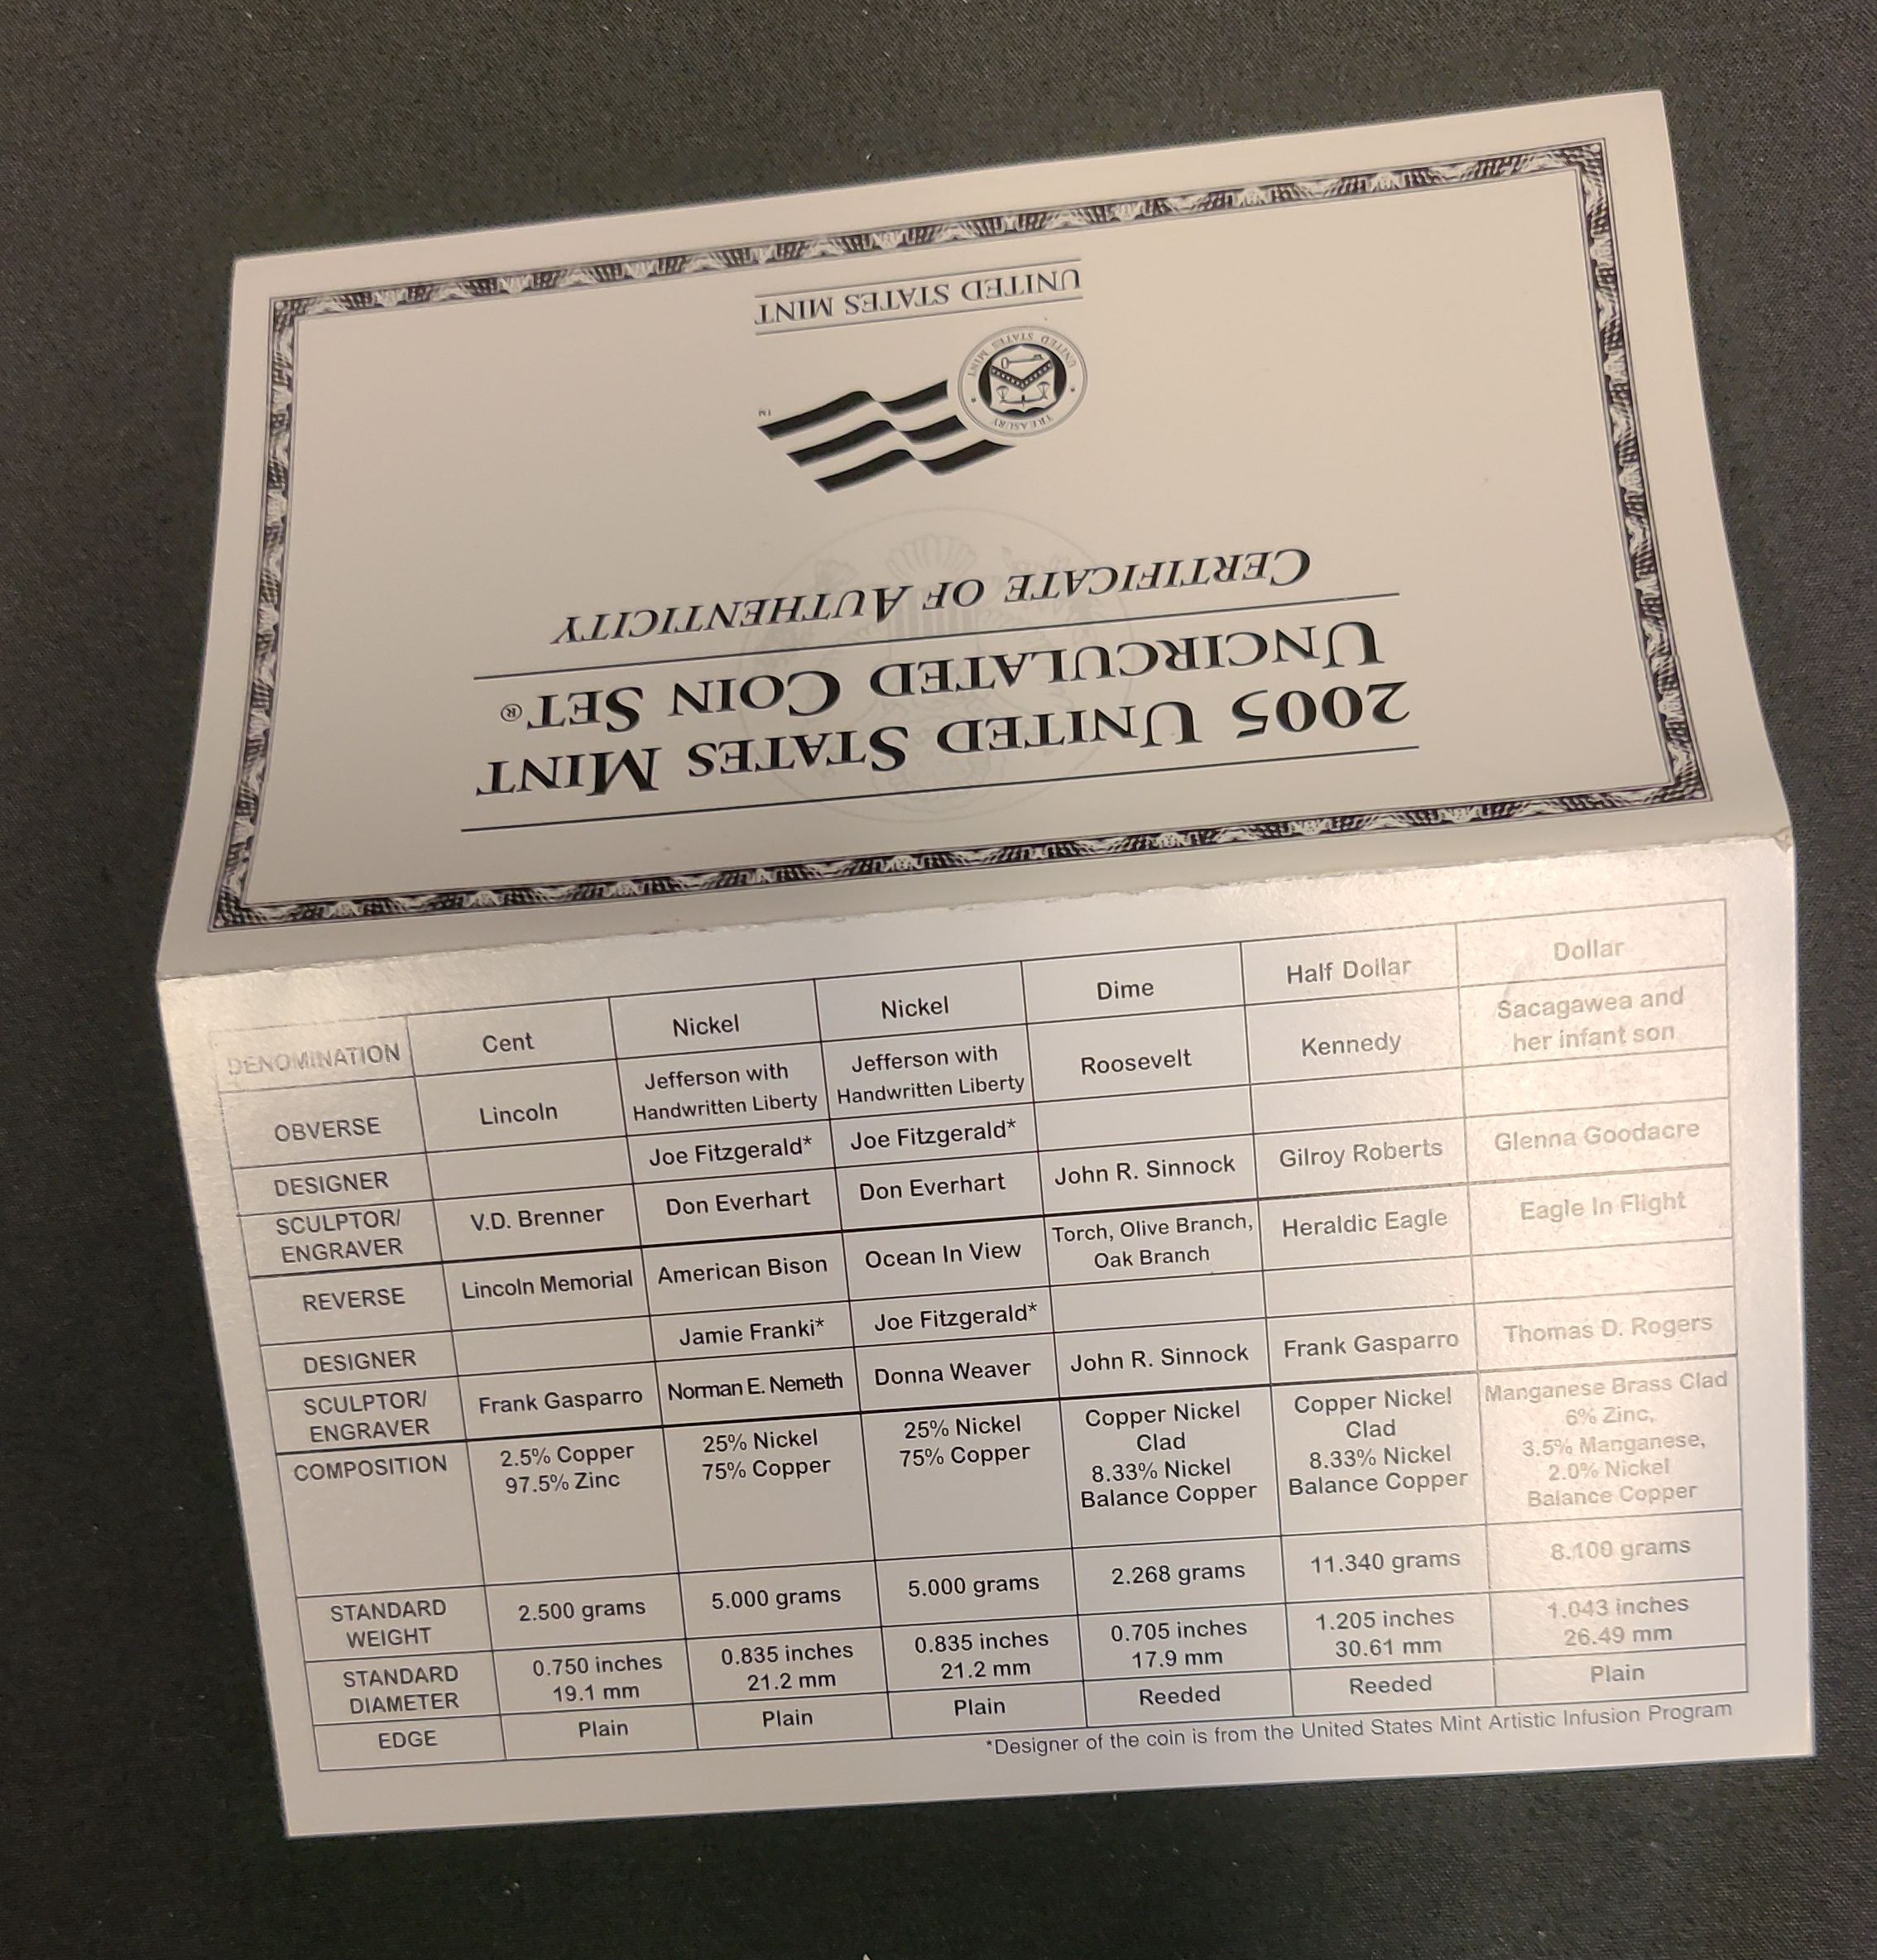 2005 UNITED STATES MINT
UNCIRCULATED COIN SET®
CERTIFICATE OF AUTHENTICITY
TREASURY
UNITED STATES MINT
TM
UNITED STATES MINT
DENOMINATION Cent Nickel Nickel Dime Half Dollar Dollar
OBVERSE Lincoln Jefferson with Handwritten Liberty Jefferson with Handwritten Liberty Roosevelt Kennedy Sacagawea and her infant son
DESIGNER Joe Fitzgerald* Joe Fitzgerald*
SCULPTOR/ENGRAVER V.D. Brenner Don Everhart Don Everhart John R. Sinnock Gilroy Roberts Glenna Goodacre
REVERSE Lincoln Memorial American Bison Ocean In View Torch, Olive Branch, Oak Branch Heraldic Eagle Eagle In Flight
DESIGNER Jamie Franki* Joe Fitzgerald*
SCULPTOR/ENGRAVER Frank Gasparro Norman E. Nemeth Donna Weaver John R. Sinnock Frank Gasparro Thomas D. Rogers
COMPOSITION 2.5% Copper 97.5% Zinc 25% Nickel 75% Copper 25% Nickel 75% Copper Copper Nickel Clad 8.33% Nickel Balance Copper Copper Nickel Clad 8.33% Nickel Balance Copper Manganese Brass Clad 6% Zinc, 3.5% Manganese, 2.0% Nickel Balance Copper
STANDARD WEIGHT 2.500 grams 5.000 grams 5.000 grams 2.268 grams 11.340 grams 8.100 grams
STANDARD DIAMETER 0.750 inches 19.1 mm 0.835 inches 21.2 mm 0.835 inches 21.2 mm 0.705 inches 17.9 mm 1.205 inches 30.61 mm 1.043 inches 26.49 mm
EDGE Plain Plain Plain Reeded Reeded Plain
*Designer of the coin is from the United States Mint Artistic Infusion Program